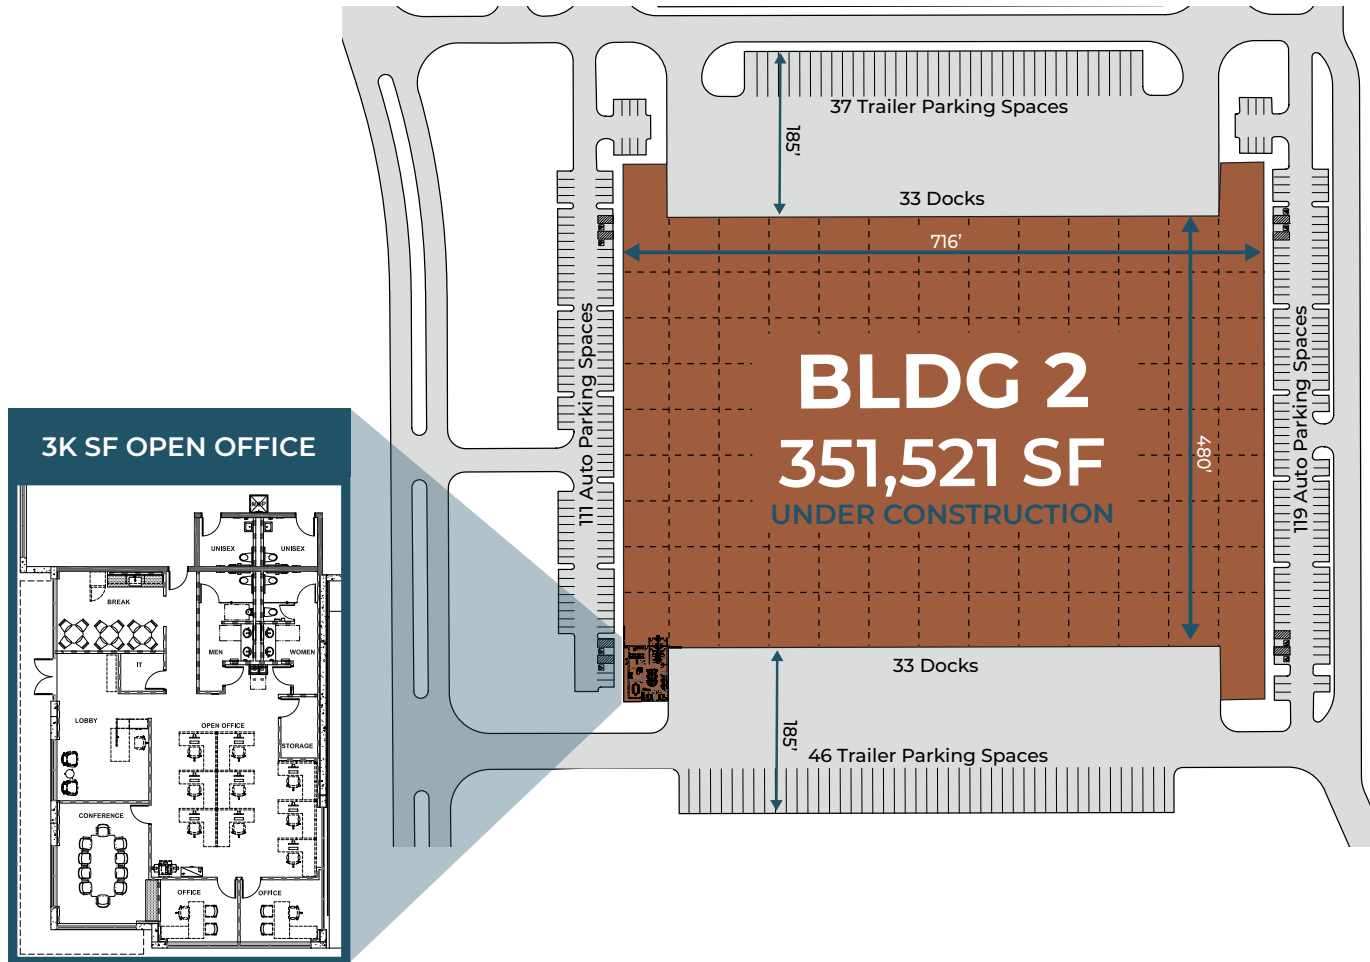 37 Trailer Parking Spaces
185'
33 Docks
716'
111 Auto Parking Spaces
BLDG 2
351,521 SF
UNDER CONSTRUCTION
480'
119 Auto Parking Spaces
33 Docks
185'
46 Trailer Parking Spaces
3K SF OPEN OFFICE
UNISEX
UNISEX
BREAK
MEN
WOMEN
IT
LOBBY
OPEN OFFICE
STORAGE
CONFERENCE
OFFICE
OFFICE